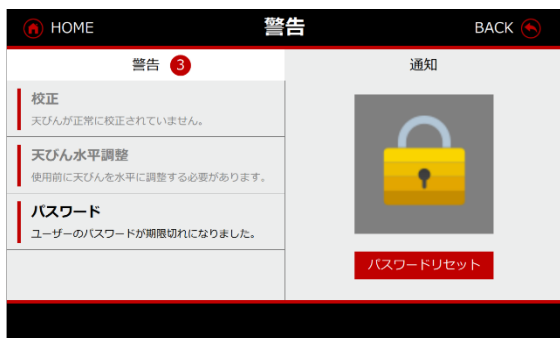 HOME
警告
BACK
警告 3
通知
校正
天びんが正常に校正されていません。
天びん水平調整
使用前に天びんを水平に調整する必要があります。
パスワード
ユーザーのパスワードが期限切れになりました。
パスワードリセット